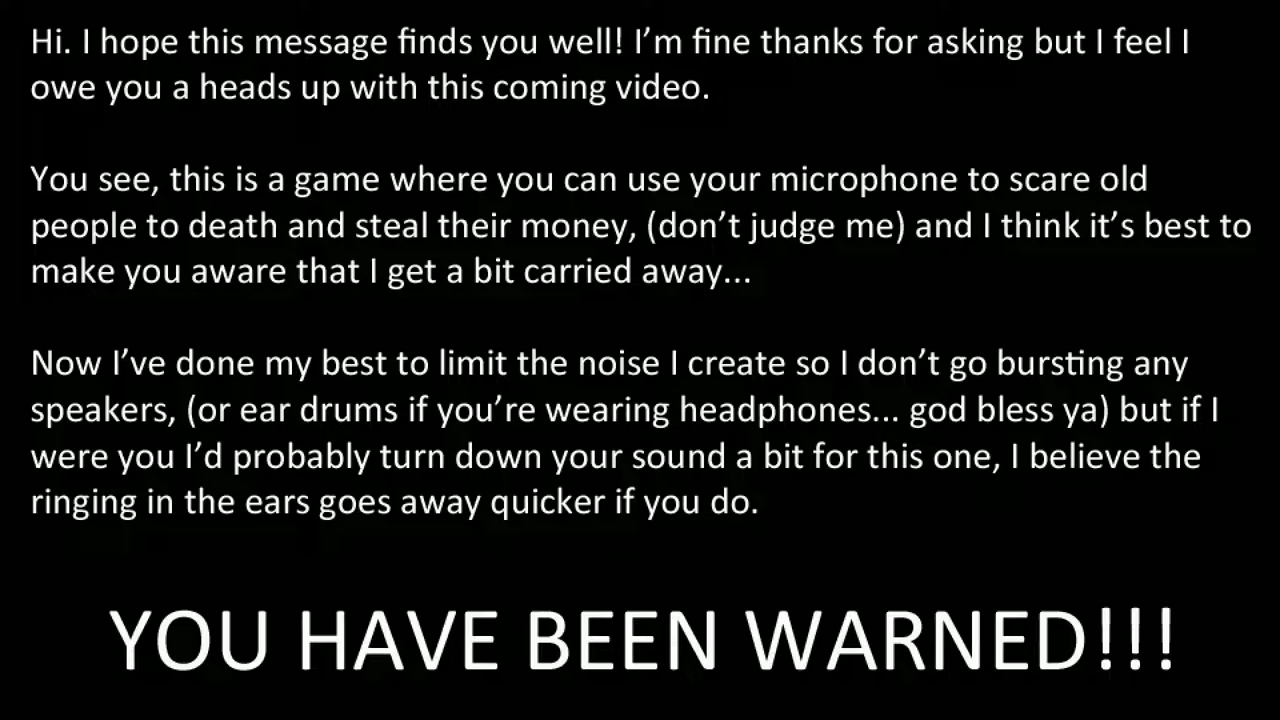 Hi. I hope this message finds you well! I’m fine thanks for asking but I feel I
owe you a heads up with this coming video.
You see, this is a game where you can use your microphone to scare old
people to death and steal their money, (don’t judge me) and I think it’s best to
make you aware that I get a bit carried away...
Now I’ve done my best to limit the noise I create so I don’t go bursting any
speakers, (or ear drums if you’re wearing headphones... god bless ya) but if I
were you I’d probably turn down your sound a bit for this one, I believe the
ringing in the ears goes away quicker if you do.
YOU HAVE BEEN WARNED!!!